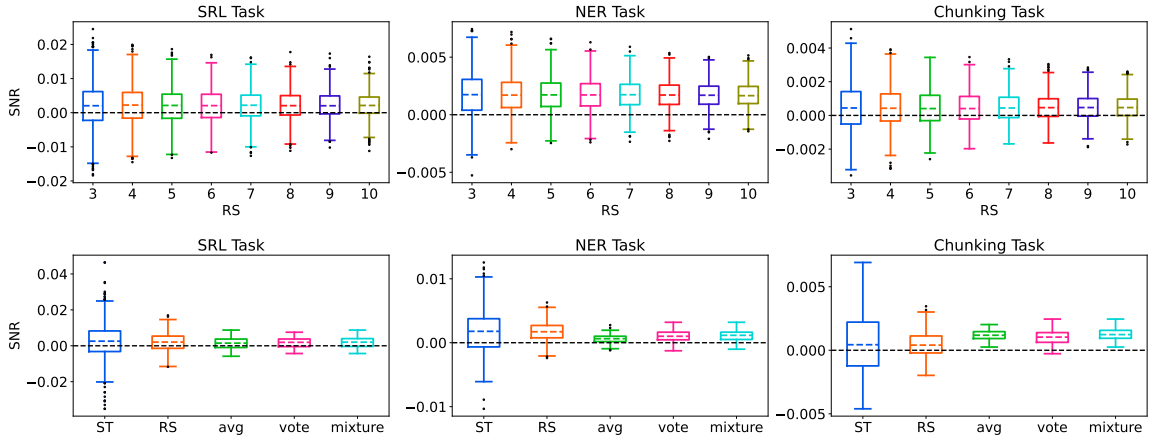 SRL Task
NER Task
Chunking Task
SNR
0.02
0.01
0.00
−0.01
−0.02
0.005
0.000
−0.005
0.004
0.002
0.000
−0.002
3 4 5 6 7 8 9 10
3 4 5 6 7 8 9 10
3 4 5 6 7 8 9 10
RS
RS
RS
SRL Task
NER Task
Chunking Task
SNR
0.04
0.02
0.00
−0.02
0.01
0.00
−0.01
0.005
0.000
−0.005
ST RS avg vote mixture
ST RS avg vote mixture
ST RS avg vote mixture